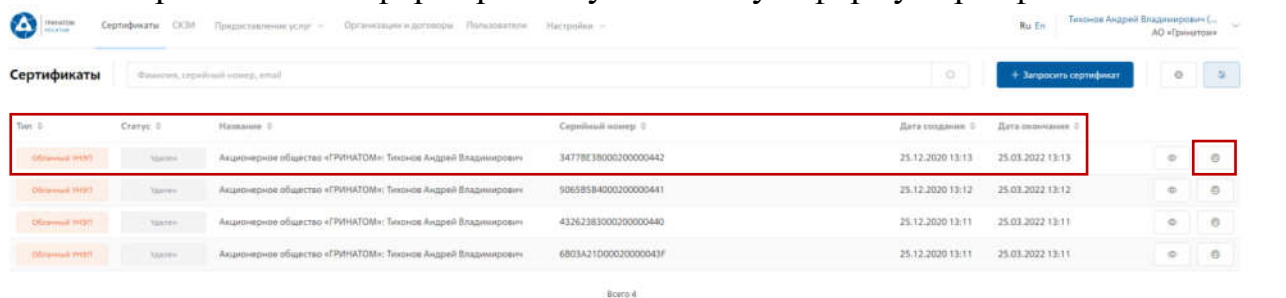 Сертификаты СКЗИ Предоставление услуг Организации и договоры Пользователи Настройки Ru En Тихонов Андрей Владимирович (...
АО «Гринатом»
Сертификаты Фамилия, серийный номер, email + Запросить сертификат
Тип Статус Название Серийный номер Дата создания Дата окончания
Облачный УНЭП Удален Акционерное общество «ГРИНАТОМ»: Тихонов Андрей Владимирович 34778E38000200000442 25.12.2020 13:13 25.03.2022 13:13
Облачный УНЭП Удален Акционерное общество «ГРИНАТОМ»: Тихонов Андрей Владимирович 50658584000200000441 25.12.2020 13:12 25.03.2022 13:12
Облачный УНЭП Удален Акционерное общество «ГРИНАТОМ»: Тихонов Андрей Владимирович 43262383000200000440 25.12.2020 13:11 25.03.2022 13:11
Облачный УНЭП Удален Акционерное общество «ГРИНАТОМ»: Тихонов Андрей Владимирович 6B03A21D00020000043F 25.12.2020 13:11 25.03.2022 13:11
Всего 4